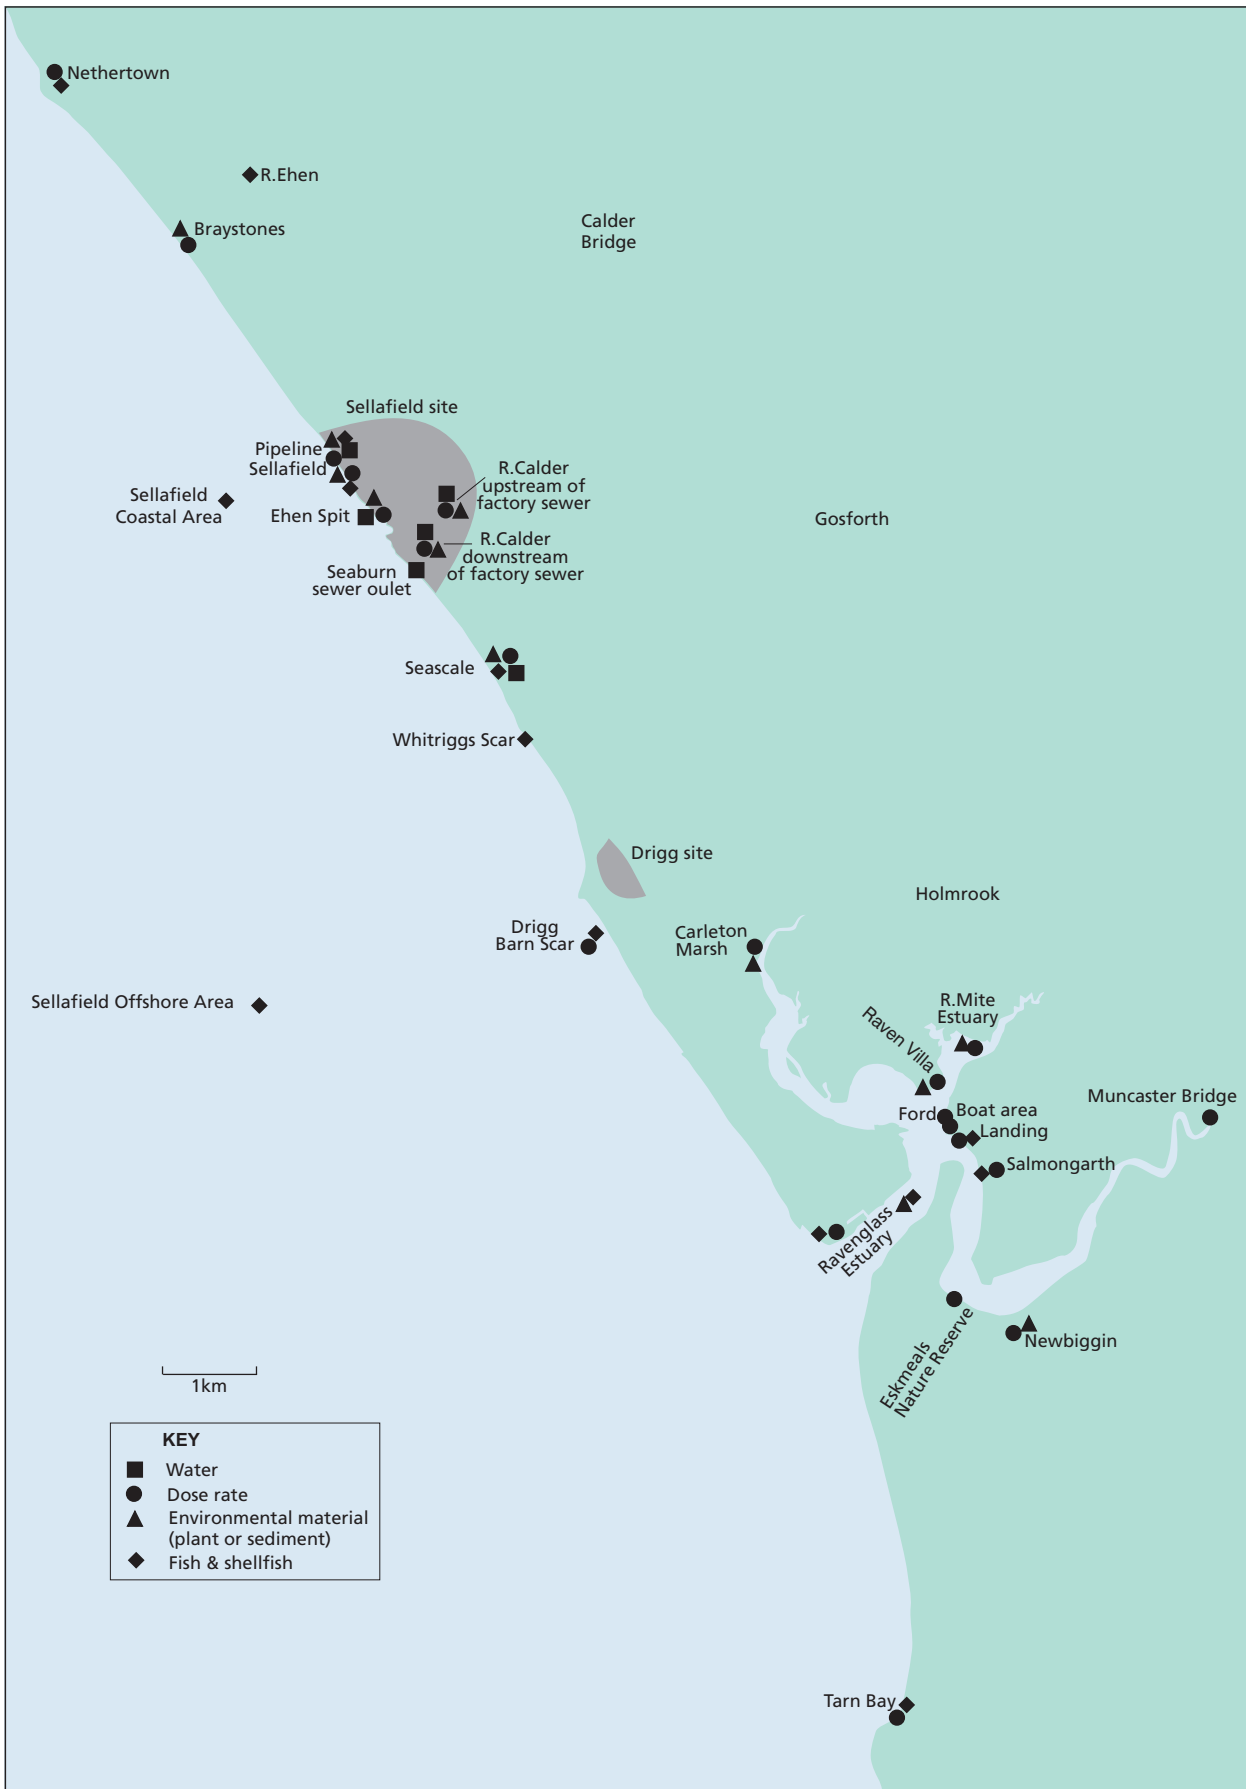 Nethertown
R.Ehen
Braystones
Calder
Bridge
Sellafield site
Pipeline
Sellafield
R.Calder
upstream of
factory sewer
Sellafield
Coastal Area
Ehen Spit
Gosforth
R.Calder
downstream
of factory sewer
Seaburn
sewer oulet
Seascale
Whitriggs Scar
Drigg site
Holmrook
Drigg
Barn Scar
Carleton
Marsh
Sellafield Offshore Area
R.Mite
Estuary
Raven Villa
Muncaster Bridge
Ford
Boat area
Landing
Salmongarth
Ravenglass
Estuary
Eskmeals
Nature Reserve
Newbiggin
1km
KEY
Water
Dose rate
Environmental material
(plant or sediment)
Fish & shellfish
Tarn Bay